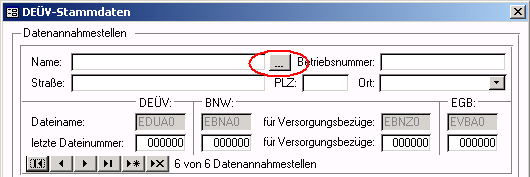 DEÜV-Stammdaten
Datenannahmestellen
Name: ... Betriebsnummer:
Straße: PLZ: Ort:
DEÜV: BNW: EGB:
Dateiname: EDUA0 EBNA0 für Versorgungsbezüge: EBNZ0 EVBA0
letzte Dateinummer: 000000 000000 für Versorgungsbezüge: 000000 000000
6 von 6 Datenannahmestellen